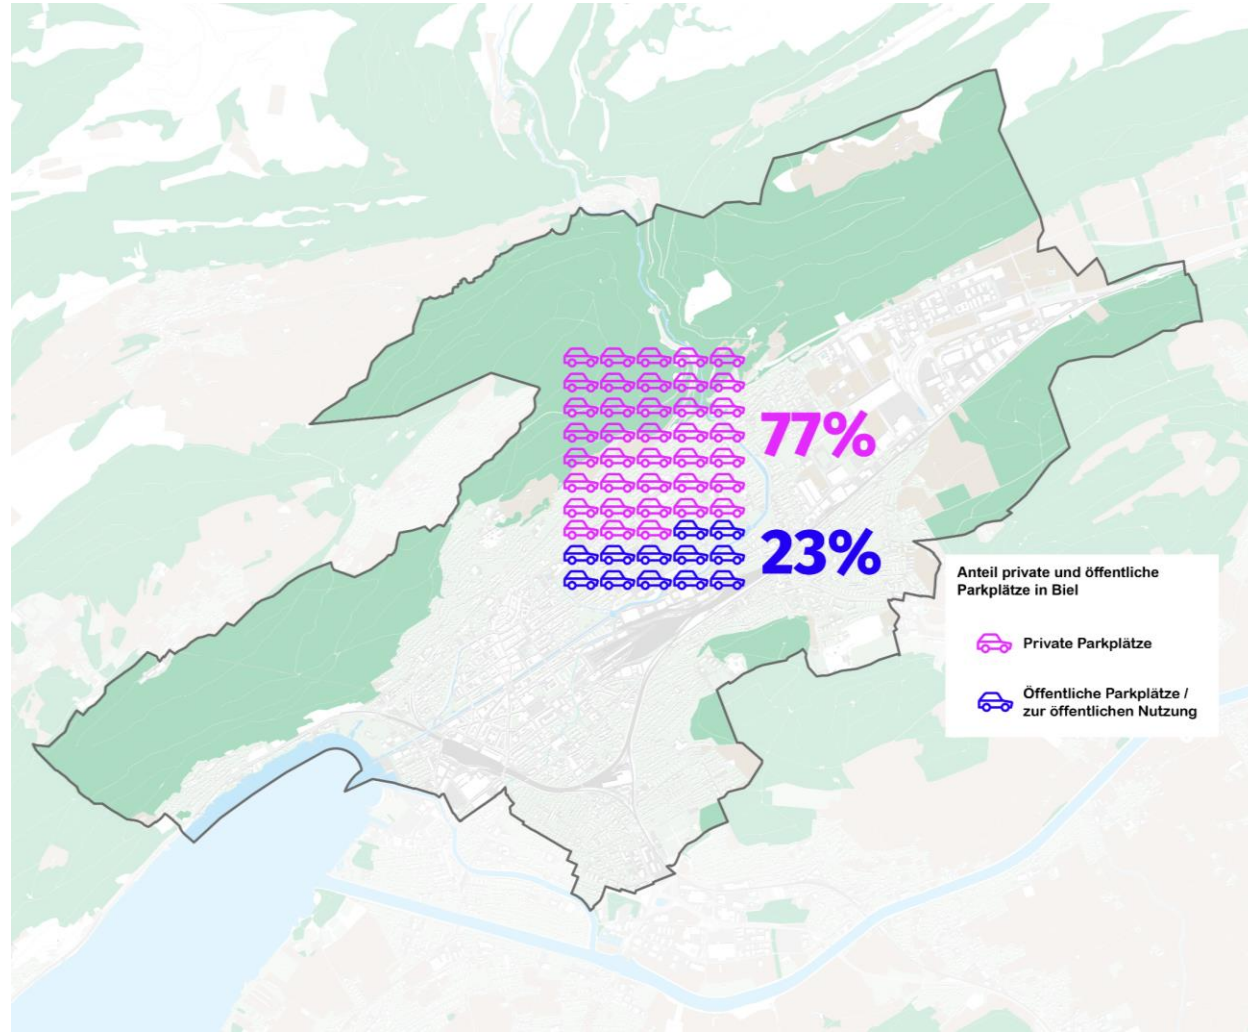 77%
23%
Anteil private und öffentliche
Parkplätze in Biel
Private Parkplätze
Öffentliche Parkplätze /
zur öffentlichen Nutzung